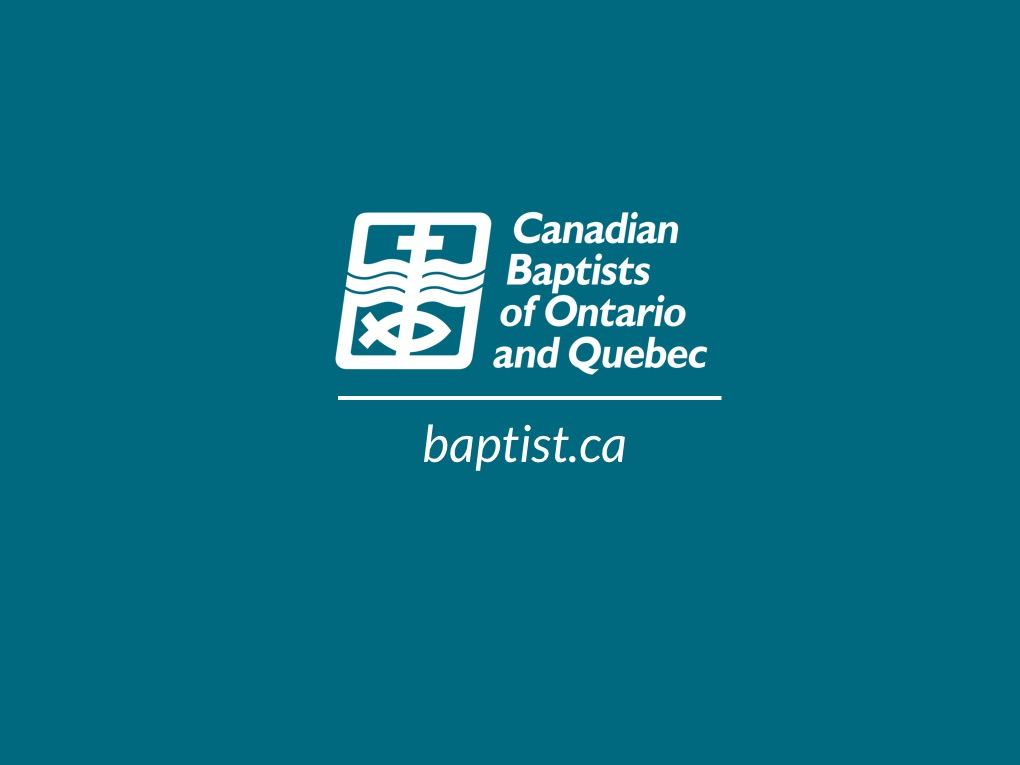 Canadian
Baptists
of Ontario
and Quebec
baptist.ca